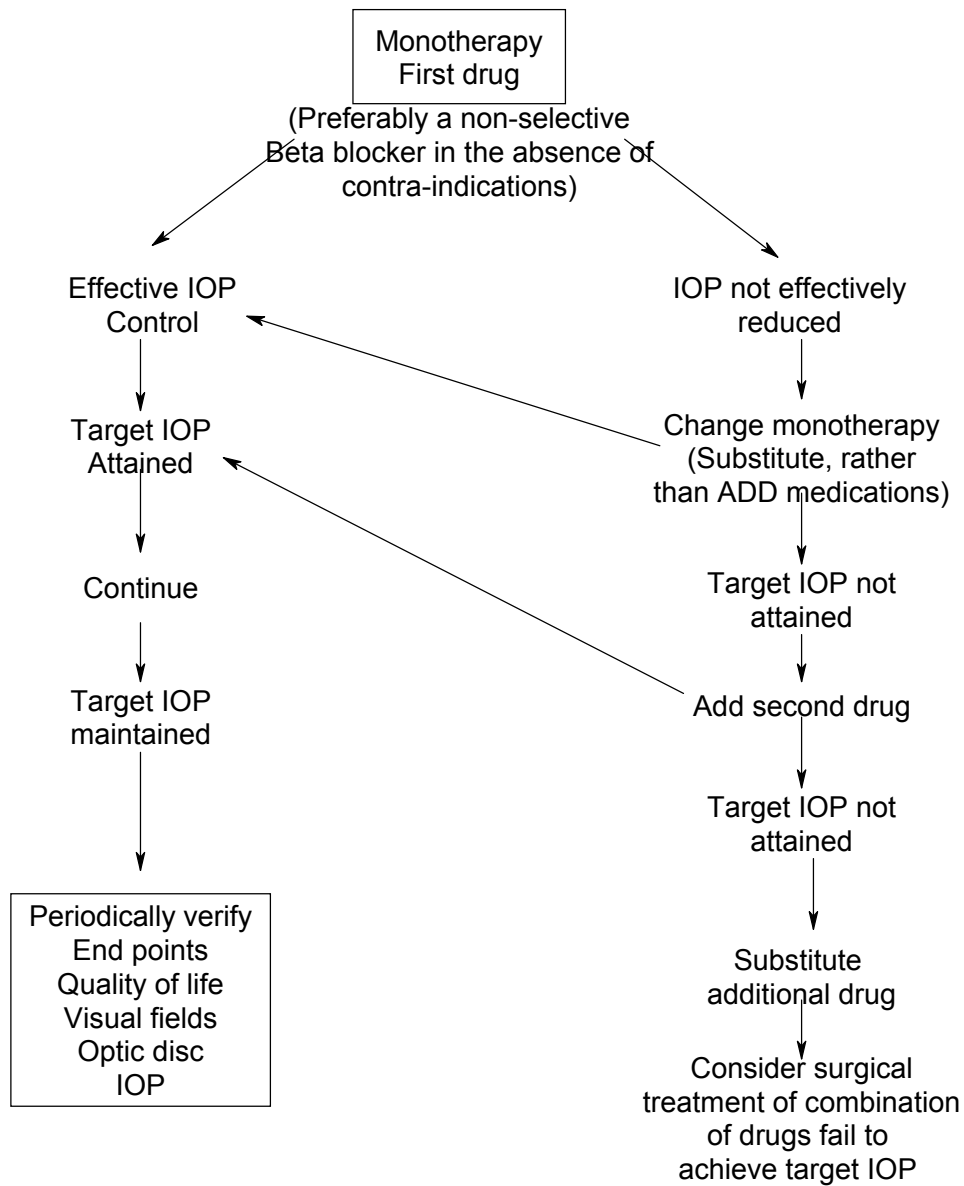 Monotherapy
First drug
(Preferably a non-selective
Beta blocker in the absence of
contra-indications)
Effective IOP
Control
IOP not effectively
reduced
Target IOP
Attained
Change monotherapy
(Substitute, rather
than ADD medications)
Continue
Target IOP not
attained
Target IOP
maintained
Add second drug
Target IOP not
attained
Periodically verify
End points
Quality of life
Visual fields
Optic disc
IOP
Substitute
additional drug
Consider surgical
treatment of combination
of drugs fail to
achieve target IOP